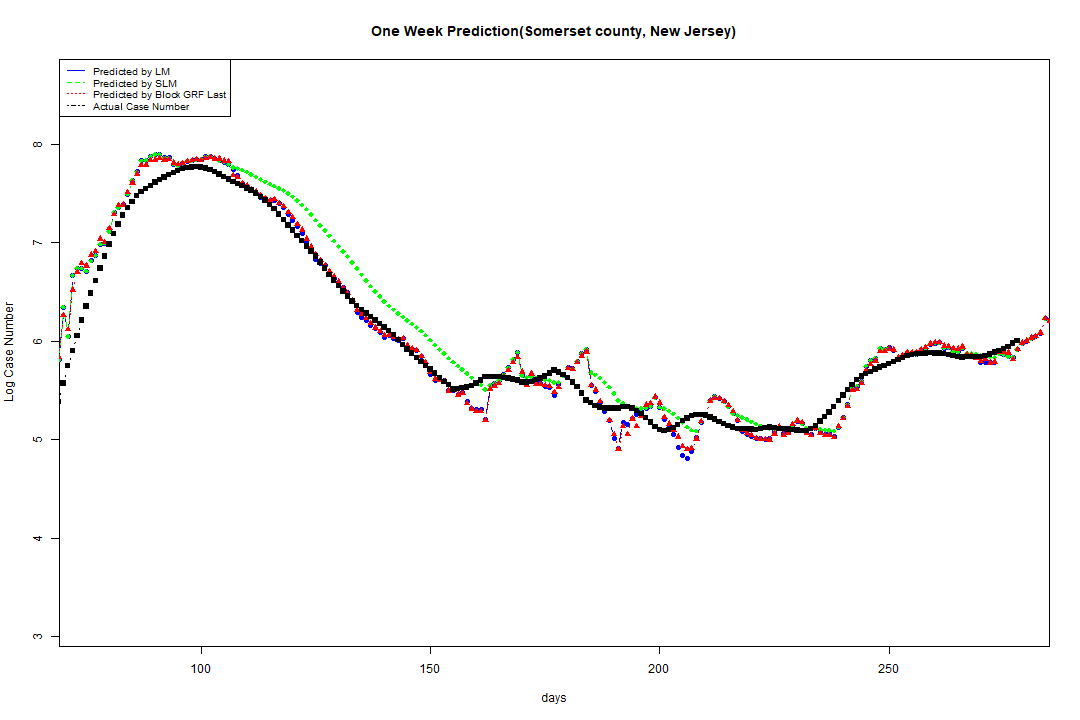 One Week Prediction(Somerset county, New Jersey)
Predicted by LM
Predicted by SLM
Predicted by Block GRF Last
Actual Case Number
8
7
6
5
4
3
Log Case Number
100
150
200
250
days